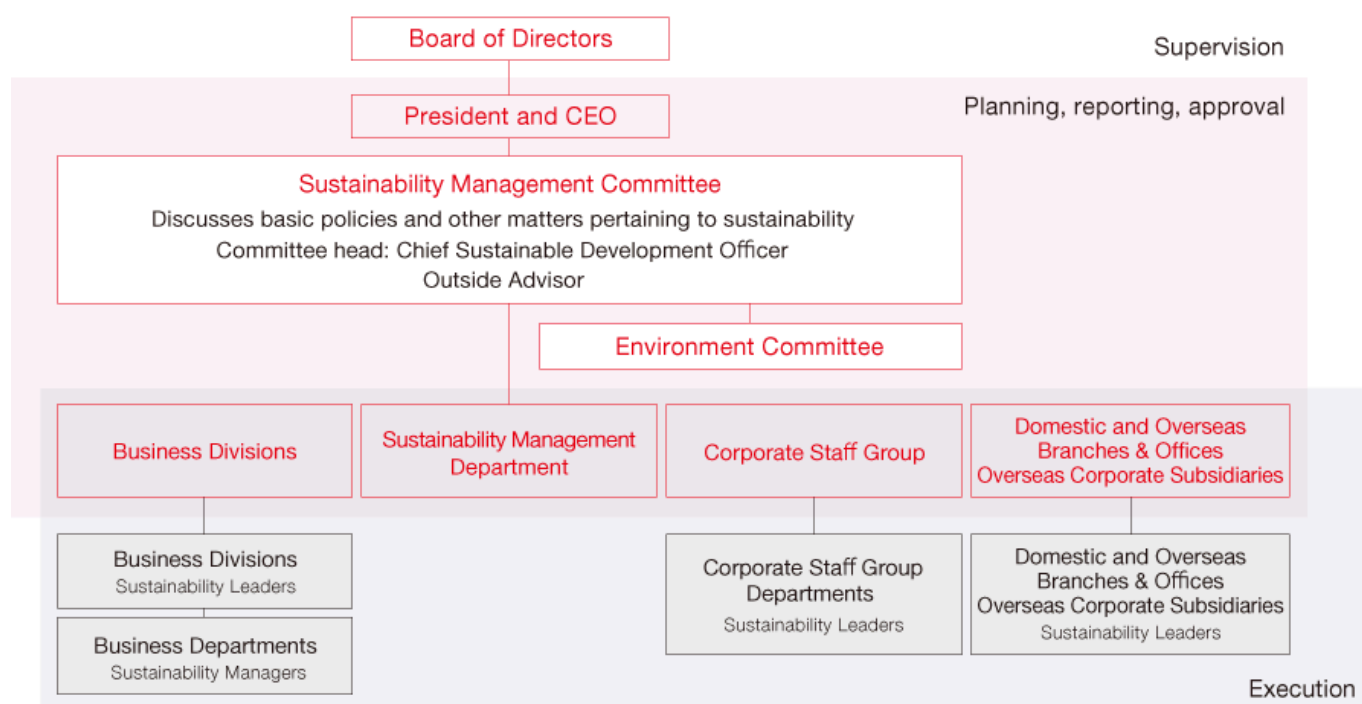 Board of Directors
Supervision
Planning, reporting, approval
President and CEO
Sustainability Management Committee
Discusses basic policies and other matters pertaining to sustainability
Committee head: Chief Sustainable Development Officer
Outside Advisor
Environment Committee
Business Divisions
Sustainability Management
Department
Corporate Staff Group
Domestic and Overseas
Branches & Offices
Overseas Corporate Subsidiaries
Business Divisions
Sustainability Leaders
Business Departments
Sustainability Managers
Corporate Staff Group
Departments
Sustainability Leaders
Domestic and Overseas
Branches & Offices
Overseas Corporate Subsidiaries
Sustainability Leaders
Execution